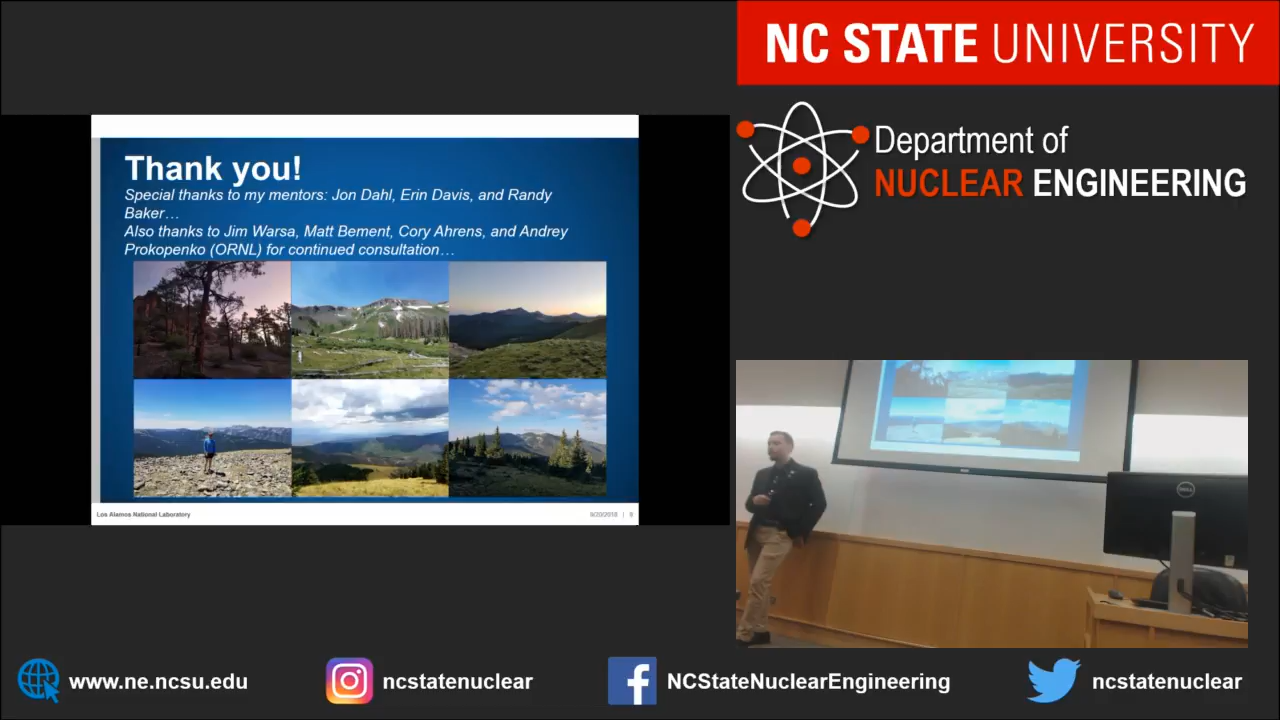 NC STATE UNIVERSITY
Department of
NUCLEAR ENGINEERING
Thank you!
Special thanks to my mentors: Jon Dahl, Erin Davis, and Randy
Baker…
Also thanks to Jim Warsa, Matt Bement, Cory Ahrens, and Andrey
Prokopenko (ORNL) for continued consultation…
Los Alamos National Laboratory
9/20/2018 | 9
DELL
www.ne.ncsu.edu
ncstatenuclear
NCStateNuclearEngineering
ncstatenuclear